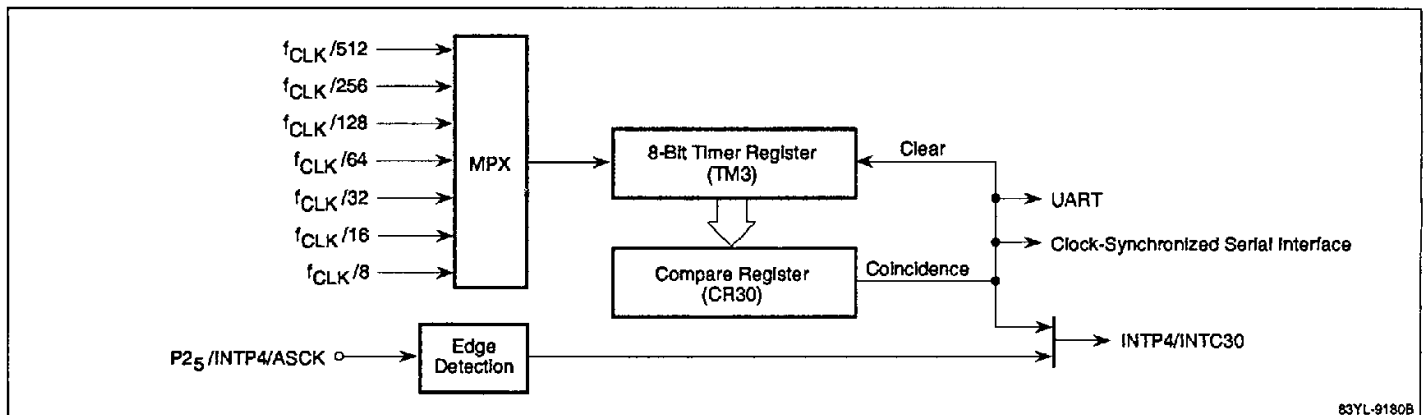 fCLK/512
fCLK/256
fCLK/128
fCLK/64
fCLK/32
fCLK/16
fCLK/8
MPX
8-Bit Timer Register
(TM3)
Clear
UART
Clock-Synchronized Serial Interface
Compare Register
(CR30)
Coincidence
P25/INTP4/ASCK
Edge
Detection
INTP4/INTC30
83YL-9180B